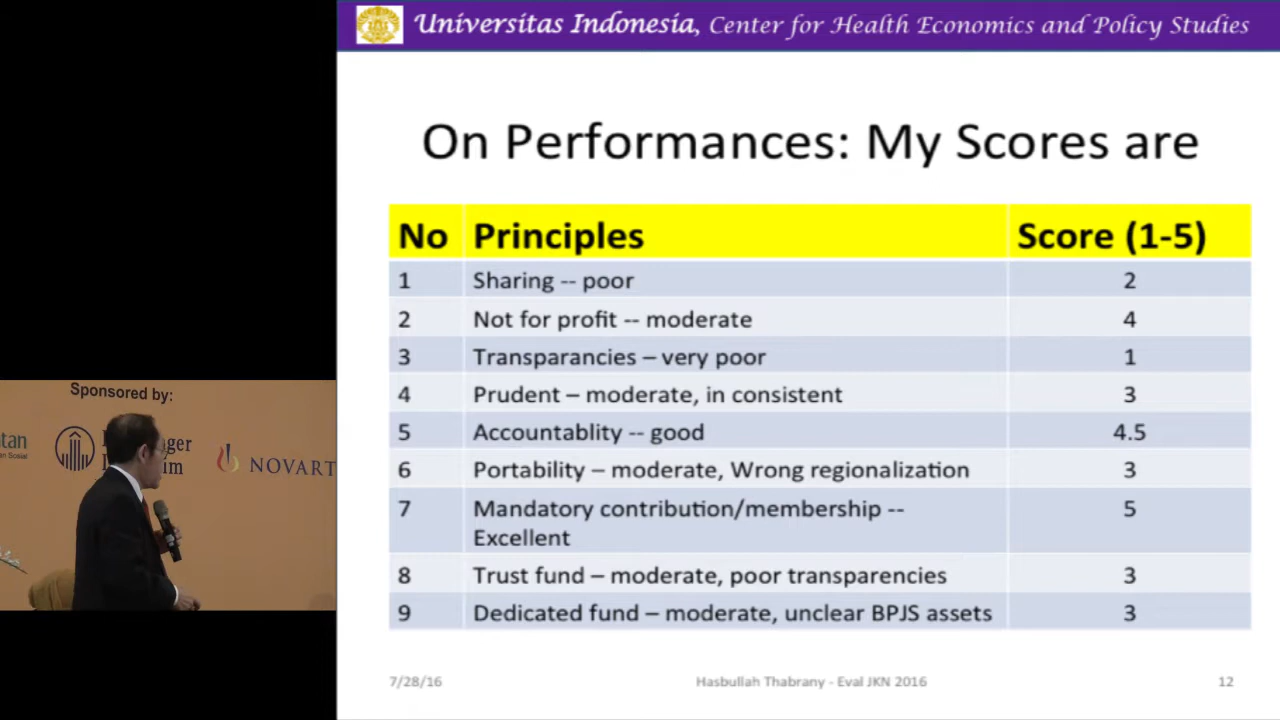 Universitas Indonesia, Center for Health Economics and Policy Studies
On Performances: My Scores are
No Principles Score (1-5)
1 Sharing -- poor 2
2 Not for profit -- moderate 4
3 Transparancies – very poor 1
4 Prudent – moderate, in consistent 3
5 Accountablity -- good 4.5
6 Portability – moderate, Wrong regionalization 3
7 Mandatory contribution/membership -- 5
Excellent
8 Trust fund – moderate, poor transparencies 3
9 Dedicated fund – moderate, unclear BPJS assets 3
7/28/16 Hasbullah Thabrany - Eval JKN 2016 12
Sponsored by:
NOVART